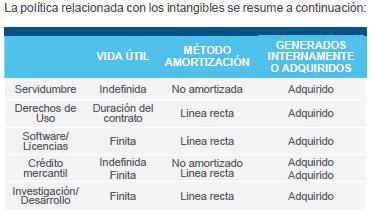 La política relacionada con los intangibles se resume a continuación:
VIDA ÚTIL
MÉTODO
AMORTIZACIÓN
GENERADOS
INTERNAMENTE
O ADQUIRIDOS
Servidumbre Indefinida No amortizada Adquirido
Derechos de
Uso
Duración del
contrato
Linea recta Adquirido
Software/
Licencias
Finita Línea recta Adquirido
Crédito
mercantil
Indefinida
Finita
No amortizado
Linea recta
Adquirido
Adquirido
Investigación/
Desarrollo
Finita Linea recta Adquirido